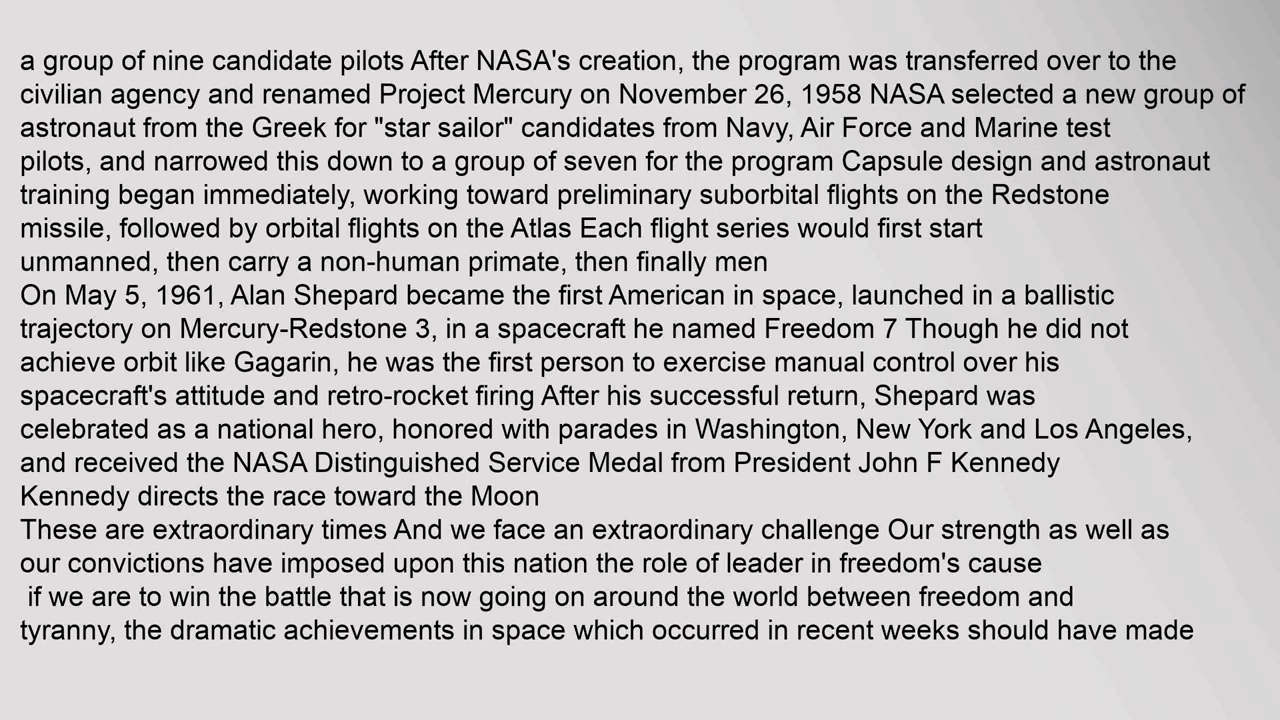 a group of nine candidate pilots After NASA's creation, the program was transferred over to the
civilian agency and renamed Project Mercury on November 26, 1958 NASA selected a new group of
astronaut from the Greek for "star sailor" candidates from Navy, Air Force and Marine test
pilots, and narrowed this down to a group of seven for the program Capsule design and astronaut
training began immediately, working toward preliminary suborbital flights on the Redstone
missile, followed by orbital flights on the Atlas Each flight series would first start
unmanned, then carry a non-human primate, then finally men
On May 5, 1961, Alan Shepard became the first American in space, launched in a ballistic
trajectory on Mercury-Redstone 3, in a spacecraft he named Freedom 7 Though he did not
achieve orbit like Gagarin, he was the first person to exercise manual control over his
spacecraft's attitude and retro-rocket firing After his successful return, Shepard was
celebrated as a national hero, honored with parades in Washington, New York and Los Angeles,
and received the NASA Distinguished Service Medal from President John F Kennedy
Kennedy directs the race toward the Moon
These are extraordinary times And we face an extraordinary challenge Our strength as well as
our convictions have imposed upon this nation the role of leader in freedom's cause
if we are to win the battle that is now going on around the world between freedom and
tyranny, the dramatic achievements in space which occurred in recent weeks should have made